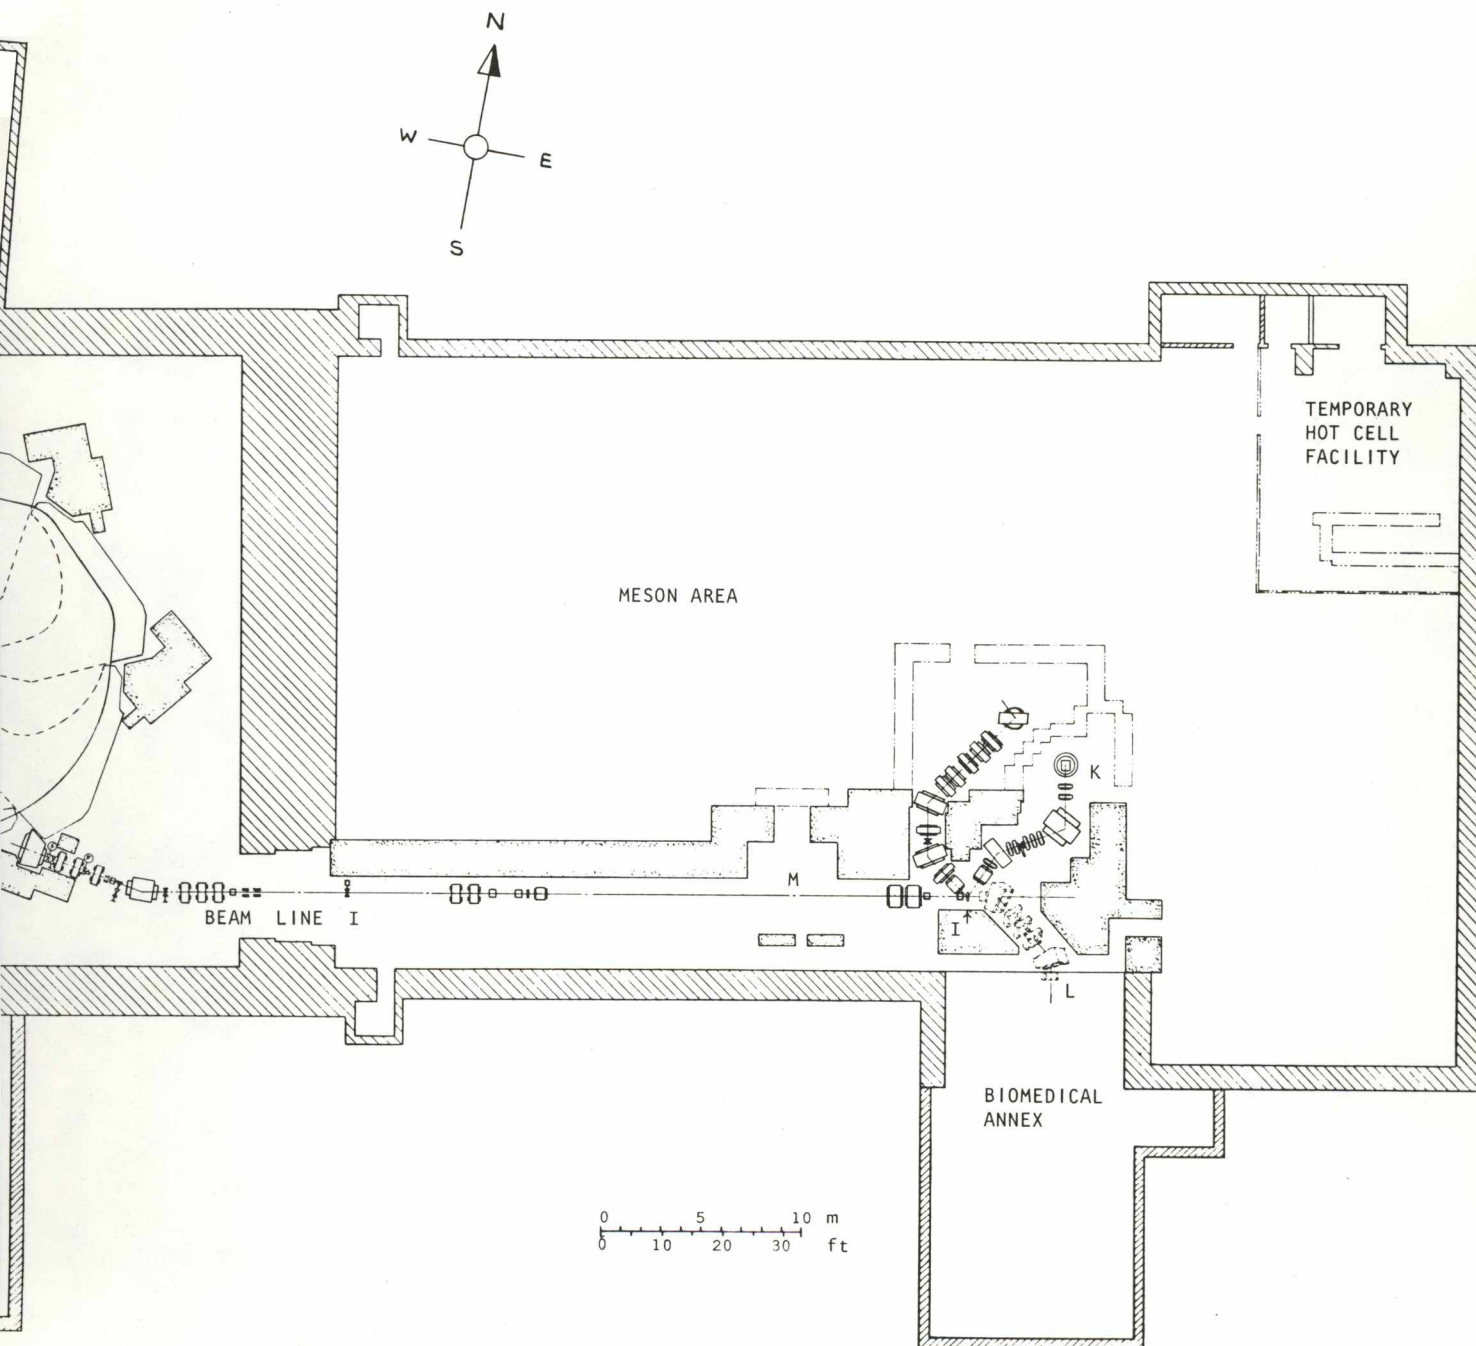 N
W
E
S
TEMPORARY
HOT CELL
FACILITY
MESON AREA
K
M
BEAM LINE I
I
L
BIOMEDICAL
ANNEX
0 5 10 m
0 10 20 30 ft